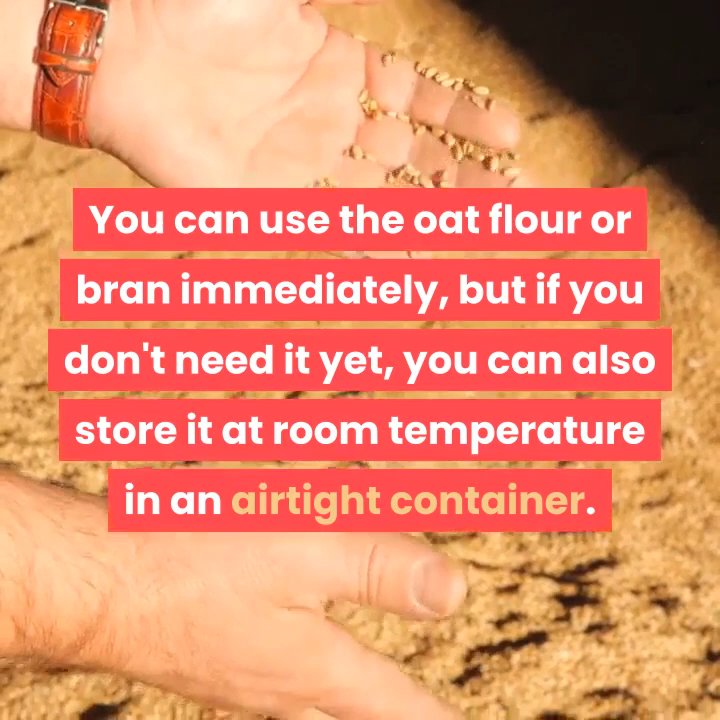 You can use the oat flour or
bran immediately, but if you
don't need it yet, you can also
store it at room temperature
in an airtight container.